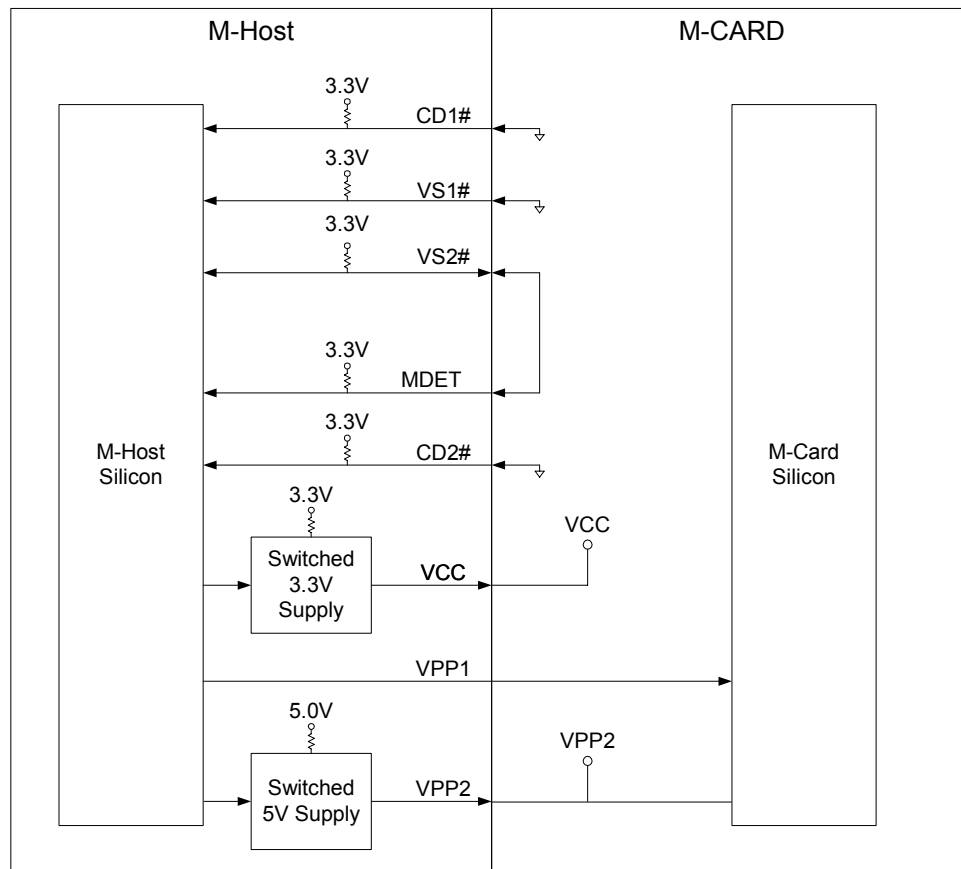 M-Host
M-CARD
3.3V
CD1#
3.3V
VS1#
3.3V
VS2#
3.3V
MDET
3.3V
CD2#
M-Host
Silicon
M-Card
Silicon
3.3V
Switched
3.3V
Supply
VCC
VCC
VPP1
5.0V
Switched
5V Supply
VPP2
VPP2